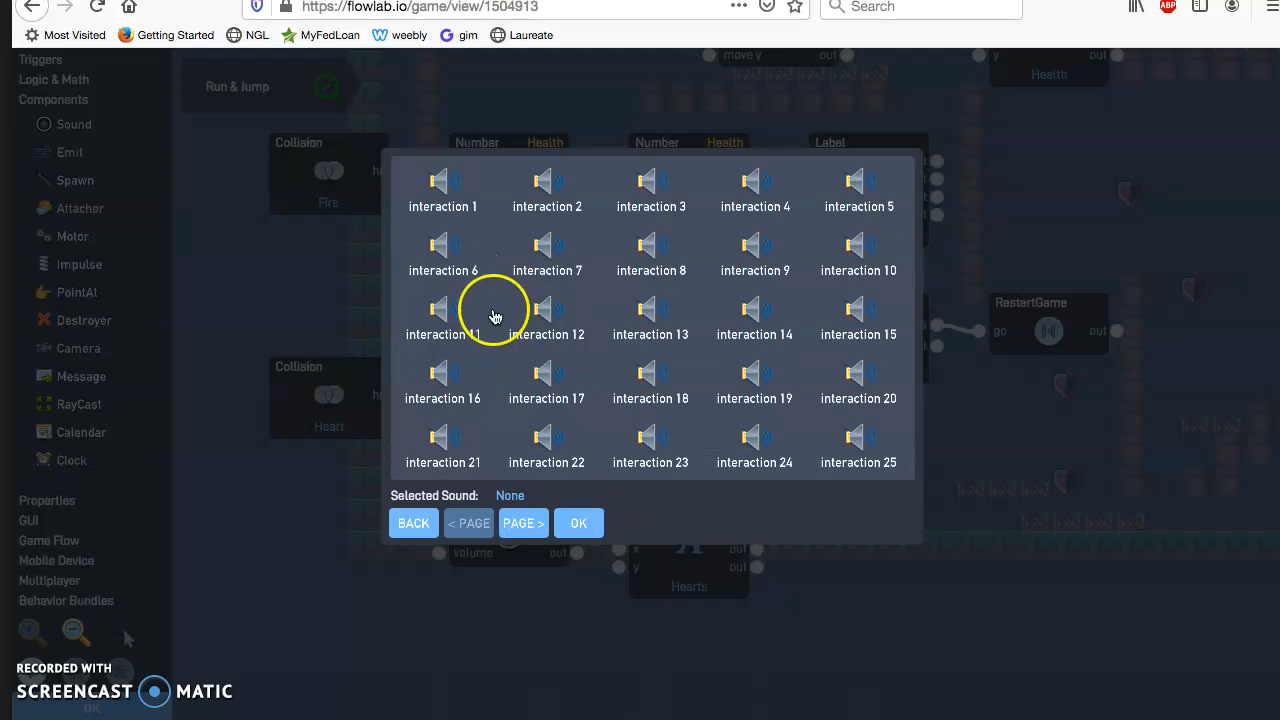 https://flowlab.io/game/view/1504913
Search
Most Visited
Getting Started
NGL
MyFedLoan
weebly
gim
Laureate
Triggers
Logic & Math
Components
Sound
Emit
Spawn
Attacher
Motor
Impulse
PointAt
Destroyer
Camera
Message
RayCast
Calendar
Clock
Properties
GUI
Game Flow
Mobile Device
Multiplayer
Behavior Bundles
OK
Run & Jump
move y out
y out
Health
Collision
Fire
Number Health
Number Health
Label
RestartGame
go out
Collision
Heart
volume out
x out
y out
Hearts
interaction 1 interaction 2 interaction 3 interaction 4 interaction 5
interaction 6 interaction 7 interaction 8 interaction 9 interaction 10
interaction 11 interaction 12 interaction 13 interaction 14 interaction 15
interaction 16 interaction 17 interaction 18 interaction 19 interaction 20
interaction 21 interaction 22 interaction 23 interaction 24 interaction 25
Selected Sound: None
BACK < PAGE PAGE > OK
RECORDED WITH
SCREENCAST MATIC